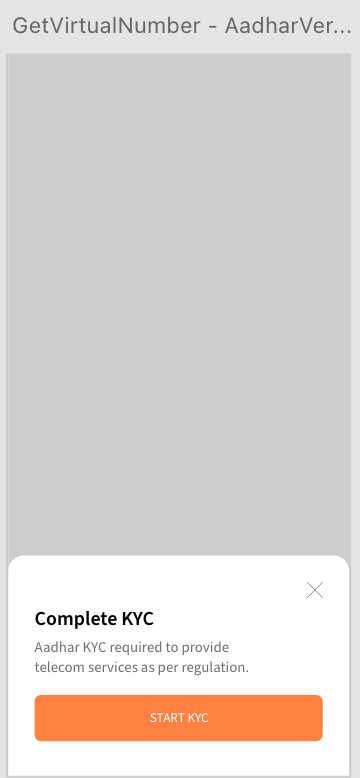 GetVirtualNumber - AadharVer...
Complete KYC
Aadhar KYC required to provide
telecom services as per regulation.
START KYC